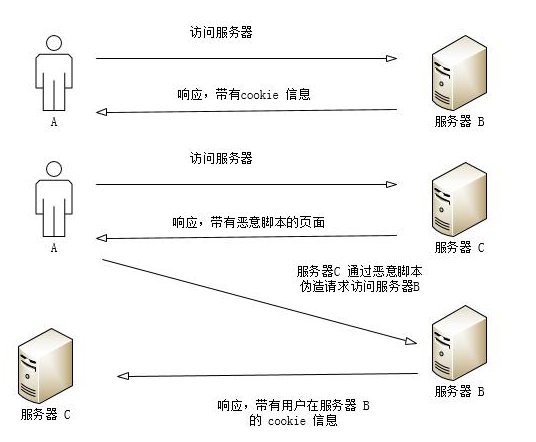 访问服务器
响应，带有cookie 信息
A
服务器 B
访问服务器
响应，带有恶意脚本的页面
A
服务器 C
服务器C 通过恶意脚本
伪造请求访问服务器B
服务器 B
服务器 C
响应，带有用户在服务器 B
的 cookie 信息